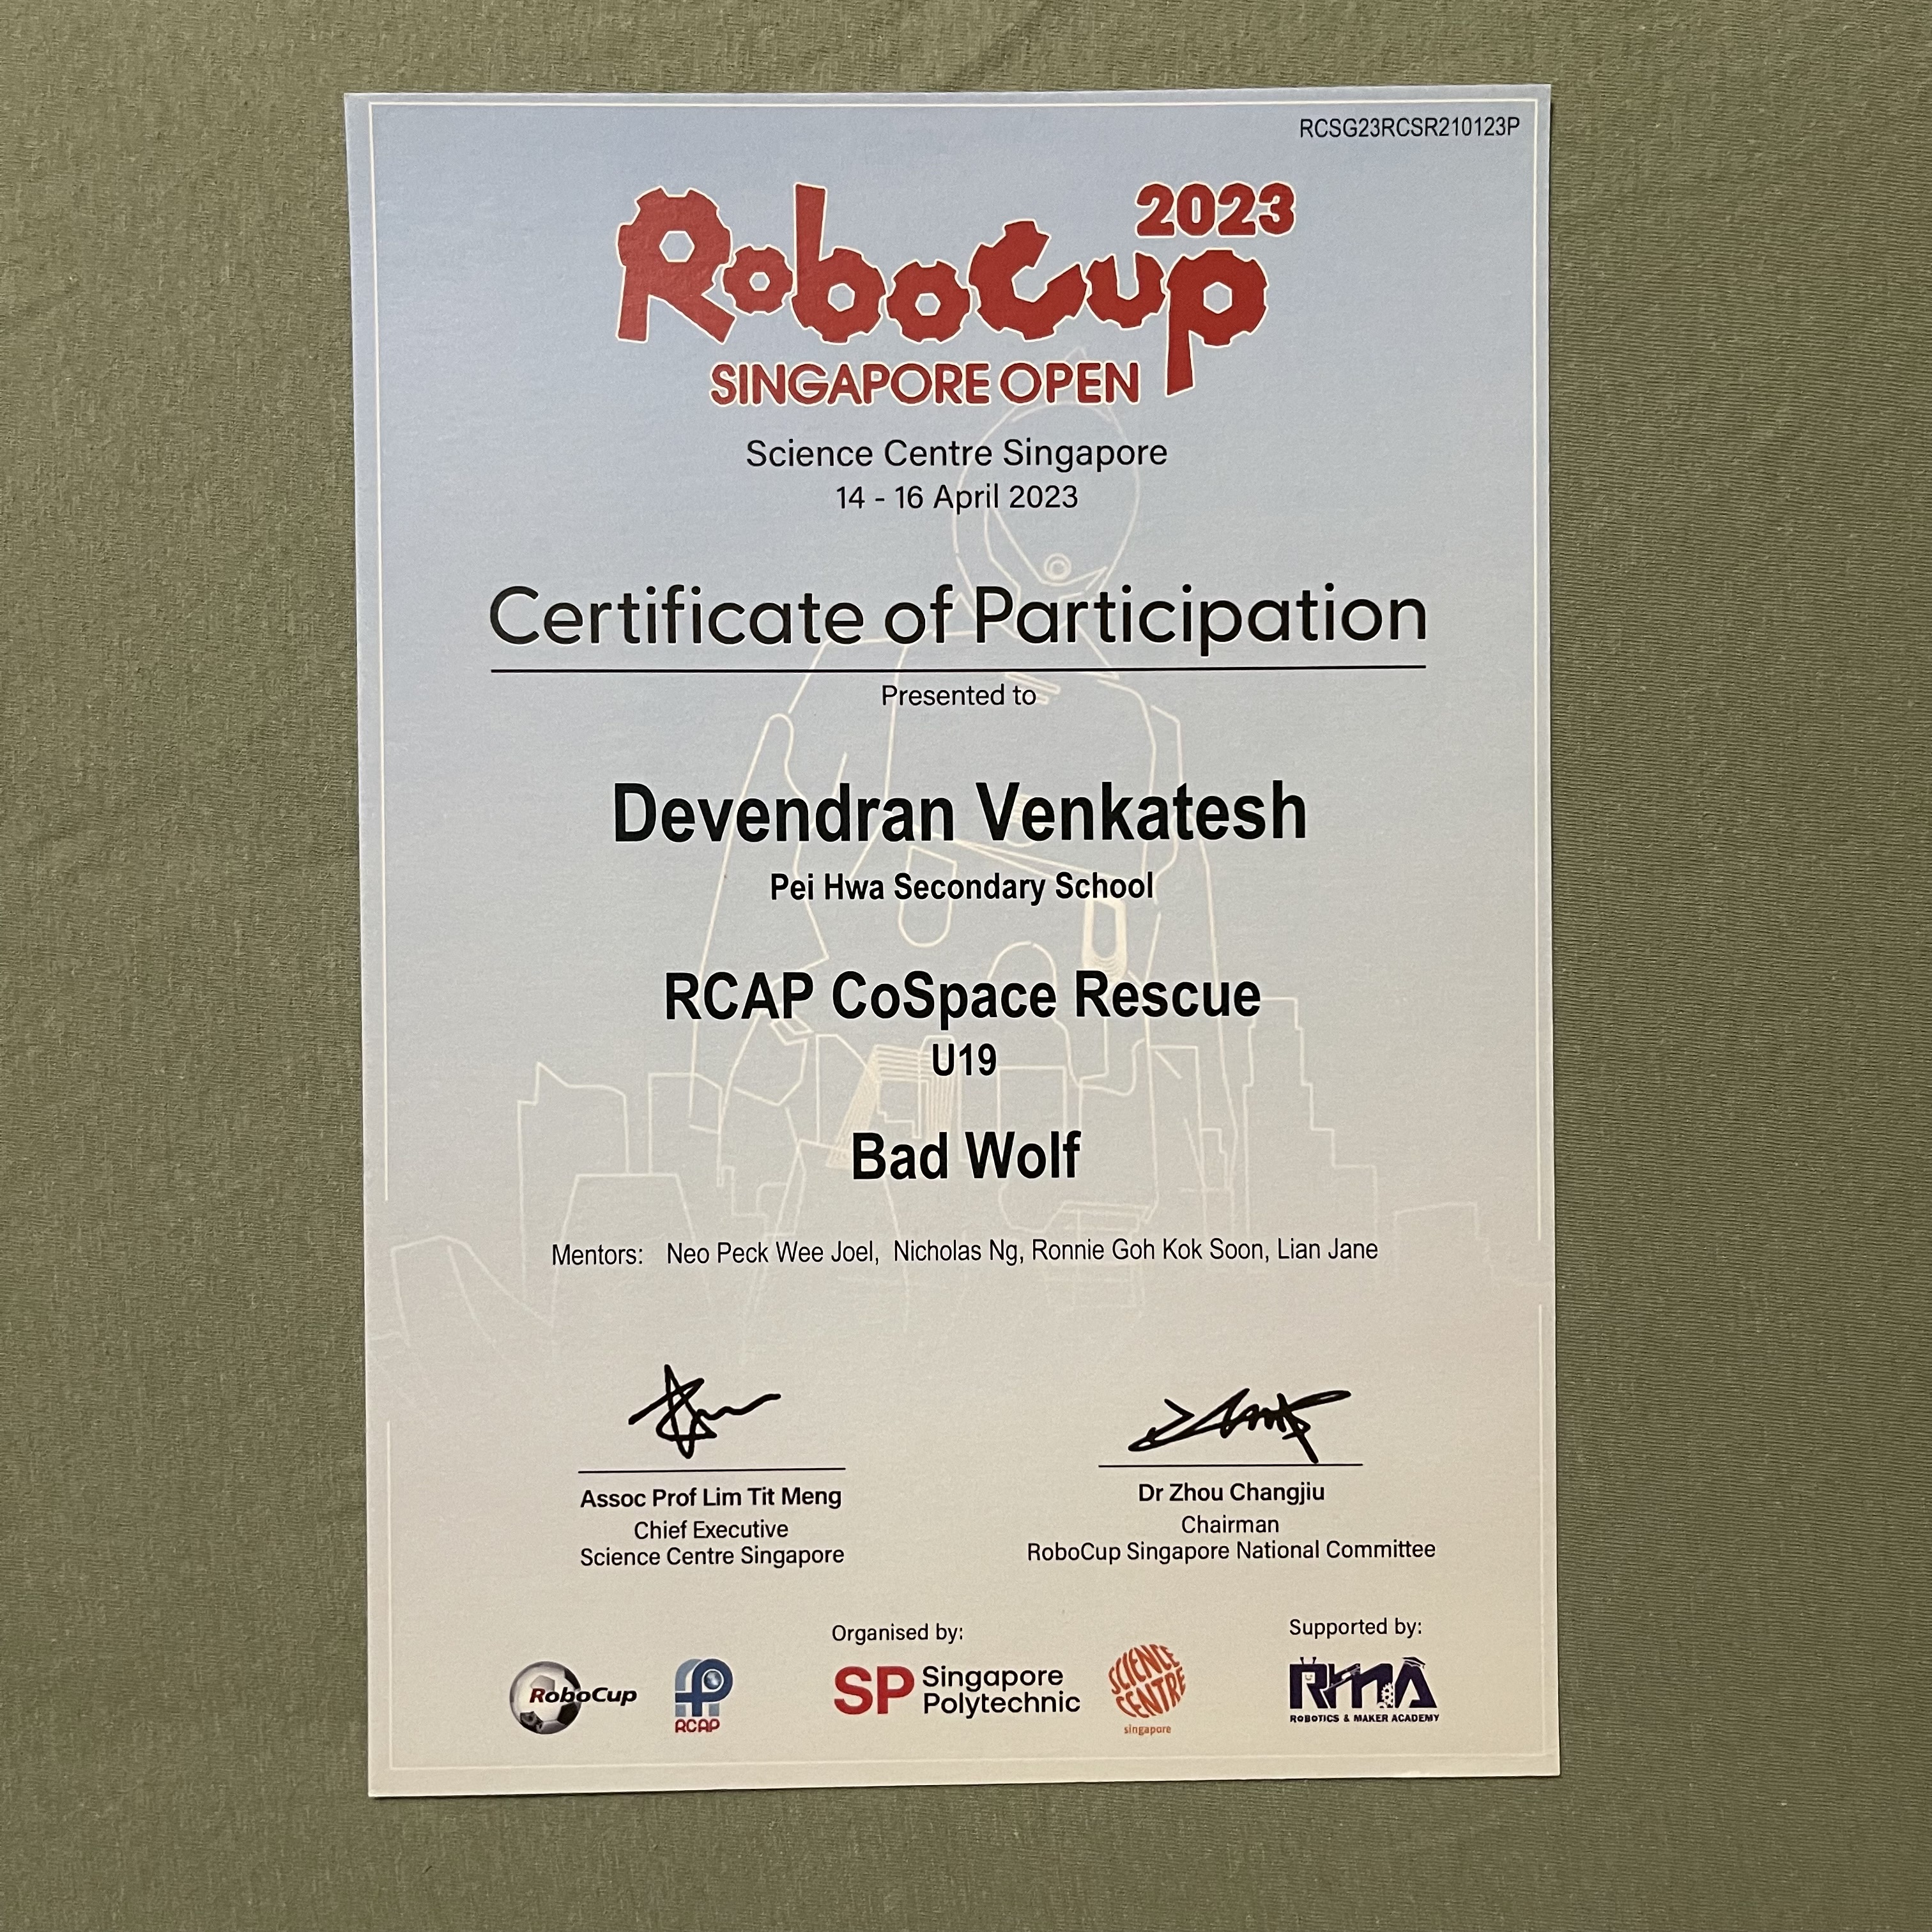 RCSG23RCSR210123P
2023
RoboCup
SINGAPORE OPEN
Science Centre Singapore
14 - 16 April 2023
Certificate of Participation
Presented to
Devendran Venkatesh
Pei Hwa Secondary School
RCAP CoSpace Rescue
U19
Bad Wolf
Mentors: Neo Peck Wee Joel, Nicholas Ng, Ronnie Goh Kok Soon, Lian Jane
Assoc Prof Lim Tit Meng
Chief Executive
Science Centre Singapore
Dr Zhou Changjiu
Chairman
RoboCup Singapore National Committee
Organised by:
Supported by:
RoboCup
RCAP
SP Singapore
Polytechnic
SCIENCE
CENTRE
singapore
RMA
ROBOTICS & MAKER ACADEMY